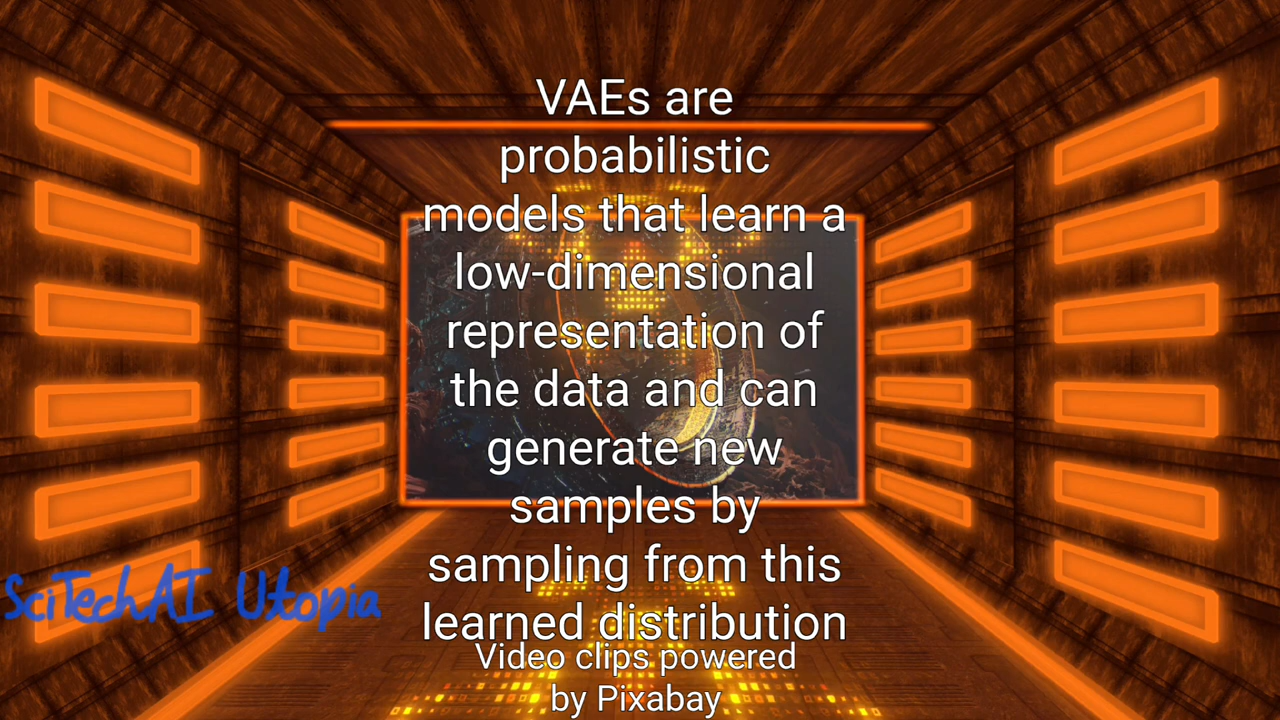 VAEs are
probabilistic
models that learn a
low-dimensional
representation of
the data and can
generate new
samples by
sampling from this
learned distribution
SciTechAI Utopia
Video clips powered
by Pixabay